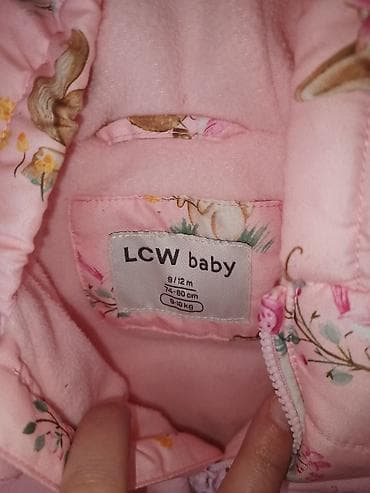 LCW baby
9/12 m
74-80 cm
9-10 kg